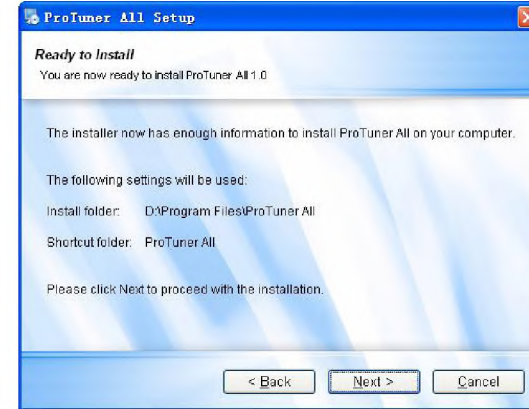 ProTuner All Setup
Ready to Install
You are now ready to install ProTuner All 1.0
The installer now has enough information to install ProTuner All on your computer.
The following settings will be used:
Install folder: D:\Program Files\ProTuner All
Shortcut folder: ProTuner All
Please click Next to proceed with the installation.
< Back Next > Cancel